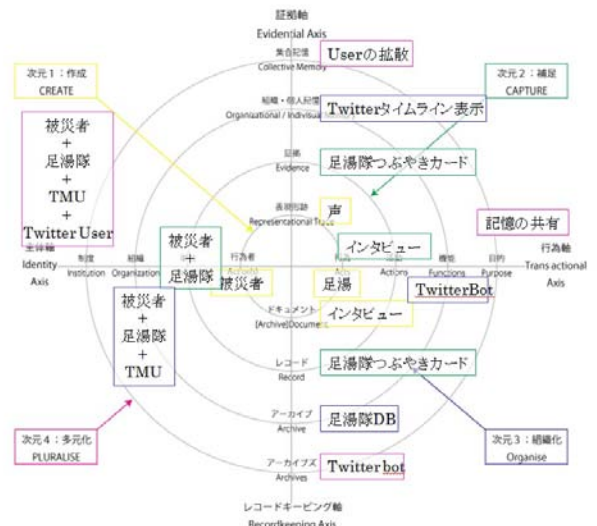 証拠軸
Evidential Axis
集合記憶
Collective Memory
Userの拡散
次元1：作成
CREATE
次元2：補足
CAPTURE
組織・個人記憶
Organizational / Individual
Twitterタイムライン表示
被災者
+
足湯隊
+
TMU
+
Twitter User
証拠
Evidence
足湯隊つぶやきカード
表現形跡
Representational Trace
声
記憶の共有
被災者
+
足湯隊
インタビュー
主体軸
Identity
Axis
制度
Institution
組織
Organization
行為者
被災者
行為
Acts
足湯
Actions
機能
Functions
目的
Purpose
行為軸
Transactional
Axis
TwitterBot
被災者
+
足湯隊
+
TMU
ドキュメント
[Archive]Document
インタビュー
レコード
Record
足湯隊つぶやきカード
アーカイブ
Archive
足湯隊DB
次元4：多元化
PLURALISE
次元3：組織化
Organise
アーカイブズ
Archives
Twitter bot
レコードキーピング軸
Recordkeeping Axis